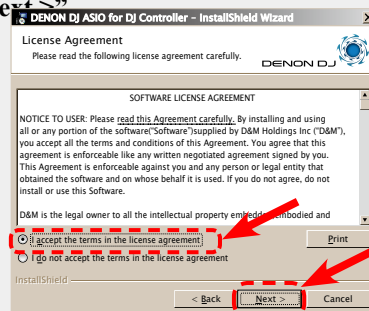 ext >”
DENON DJ ASIO for DJ Controller - InstallShield Wizard
License Agreement
Please read the following license agreement carefully.
DENON DJ
SOFTWARE LICENSE AGREEMENT
NOTICE TO USER: Please read this Agreement carefully. By installing and using
all or any portion of the software("Software")supplied by D&M Holdings Inc ("D&M"),
you accept all the terms and conditions of this Agreement. You agree that this
agreement is enforceable like any written negotiated agreement signed by you.
This Agreement is enforceable against you and any person or legal entity that
obtained the software and on whose behalf it is used. If you do not agree, do not
install or use this Software.
D&M is the legal owner to all the intellectual property embedded, embodied and
I accept the terms in the license agreement
Print
I do not accept the terms in the license agreement
InstallShield
< Back
Next >
Cancel